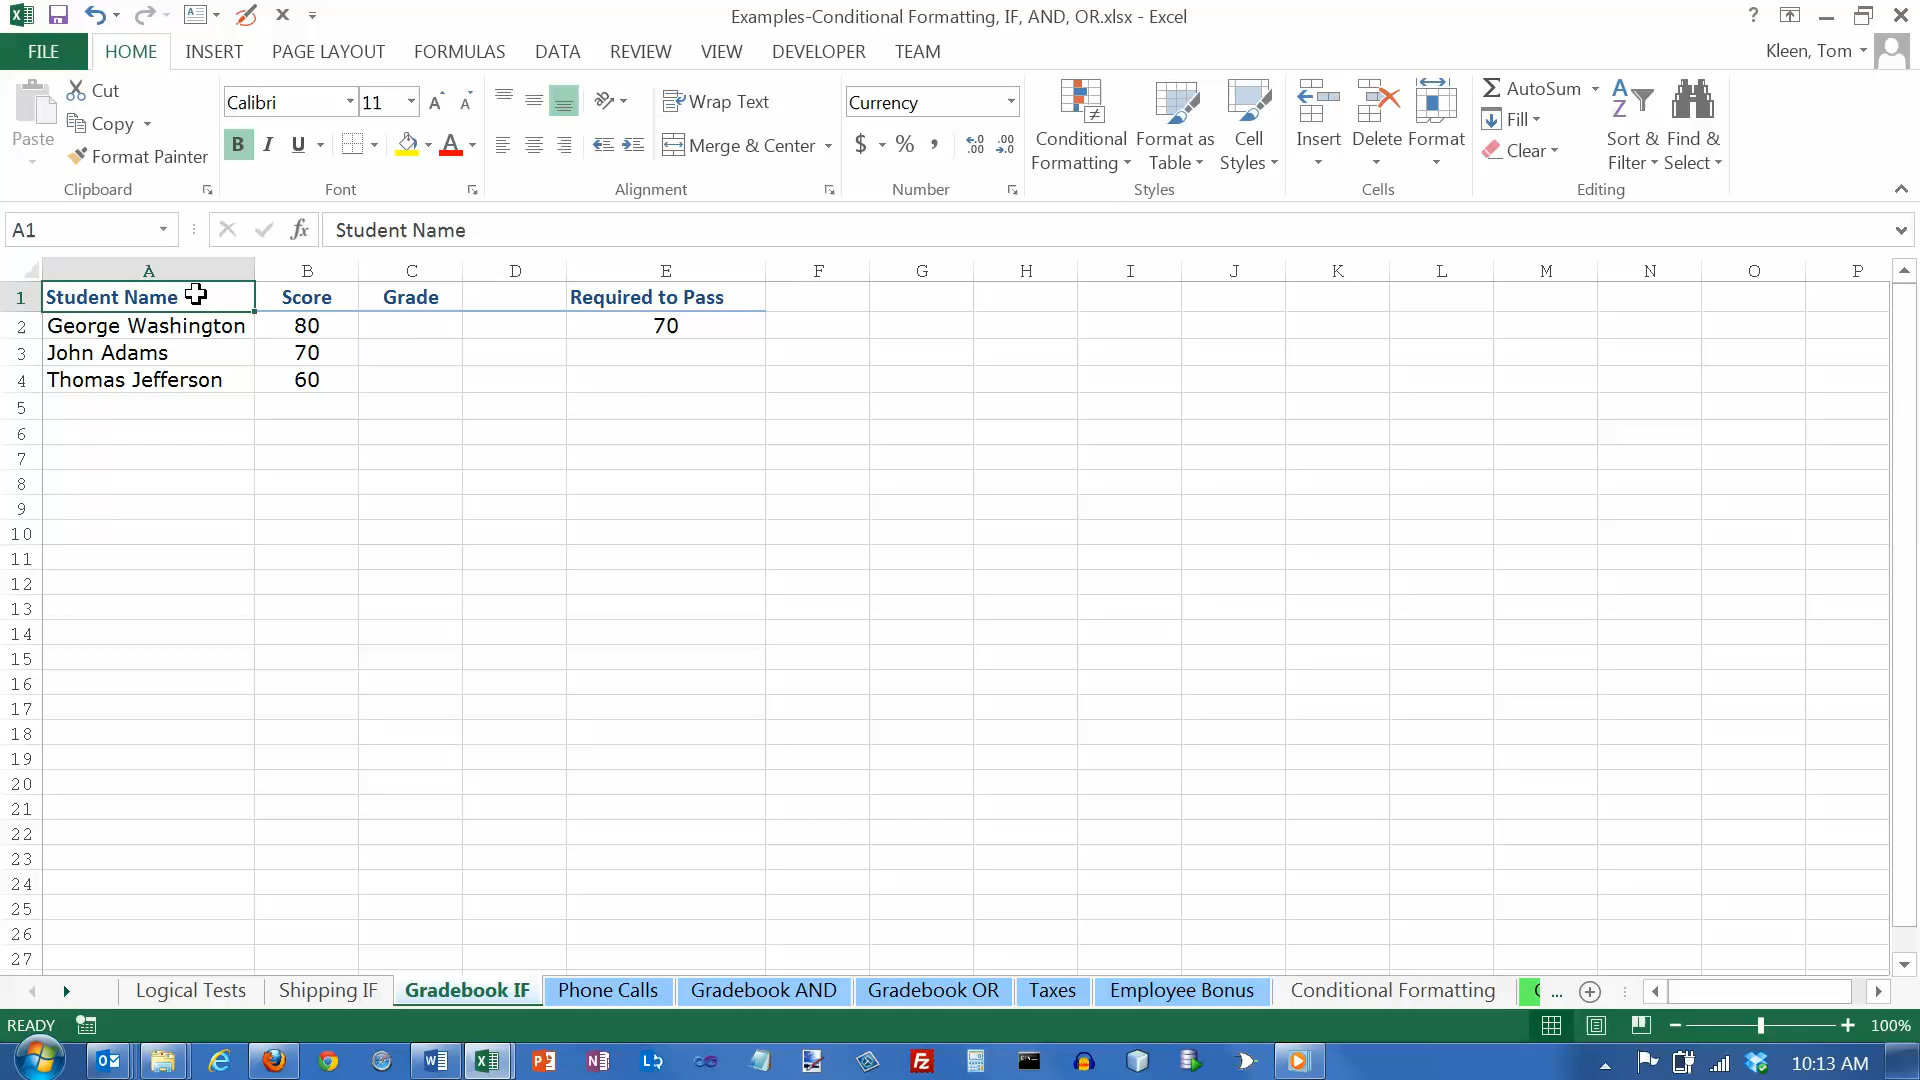 Examples-Conditional Formatting, IF, AND, OR.xlsx - Excel
?
FILE HOME INSERT PAGE LAYOUT FORMULAS DATA REVIEW VIEW DEVELOPER TEAM Kleen, Tom
Paste
Cut
Copy
Format Painter
Clipboard
Calibri 11
B I U
Font
Wrap Text
Merge & Center
Alignment
Currency
$ % ,
Number
Conditional Formatting
Format as Table
Cell Styles
Styles
Insert
Delete
Format
Cells
AutoSum
Fill
Clear
Sort & Filter
Find & Select
Editing
A1 fx Student Name
A B C D E F G H I J K L M N O P
1 Student Name Score Grade Required to Pass
2 George Washington 80 70
3 John Adams 70
4 Thomas Jefferson 60
5
6
7
8
9
10
11
12
13
14
15
16
17
18
19
20
21
22
23
24
25
26
27
Logical Tests Shipping IF Gradebook IF Phone Calls Gradebook AND Gradebook OR Taxes Employee Bonus Conditional Formatting ...
READY 100%
10:13 AM